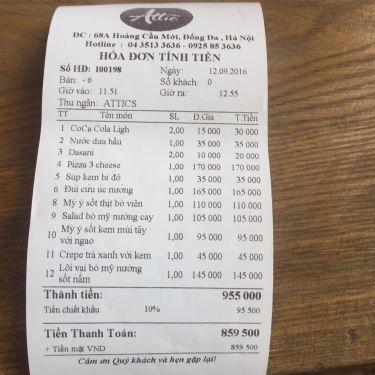 Attic
ĐC : 68A Hoàng Cầu Mới, Đống Đa , Hà Nội
Hotline : 04 3513 3636 - 0925 85 3636
HÓA ĐƠN TÍNH TIỀN
Số HĐ: 100198 Ngày: 12.09.2016
Bàn: - 6 Số khách: 0
Giờ vào: 11.51 Giờ ra: 12.55
Thu ngân: ATTICS
TT Tên món SL Đ.Giá T.Tiền
1 CoCa Cola Ligh 2,00 15 000 30 000
2 Nước dưa hấu 1,00 35 000 35 000
3 Dasani 2,00 10 000 20 000
4 Pizza 3 cheese 1,00 170 000 170 000
5 Súp kem bí đỏ 1,00 35 000 35 000
6 Đùi cừu úc nướng 1,00 165 000 165 000
8 Mỳ ý sốt thịt bò viên 1,00 110 000 110 000
9 Salad bò mỹ nướng cay 1,00 105 000 105 000
10 Mỳ ý sốt kem mùi tây với ngao 1,00 95 000 95 000
11 Crepe trà xanh với kem 1,00 45 000 45 000
12 Lõi vai bò mỹ nướng sốt nấm 1,00 145 000 145 000
Thành tiền: 955 000
Tiền chiết khấu 10% 95 500
Tiền Thanh Toán: 859 500
+ Tiền mặt VND 859 500
Cảm ơn Quý khách và hẹn gặp lại!